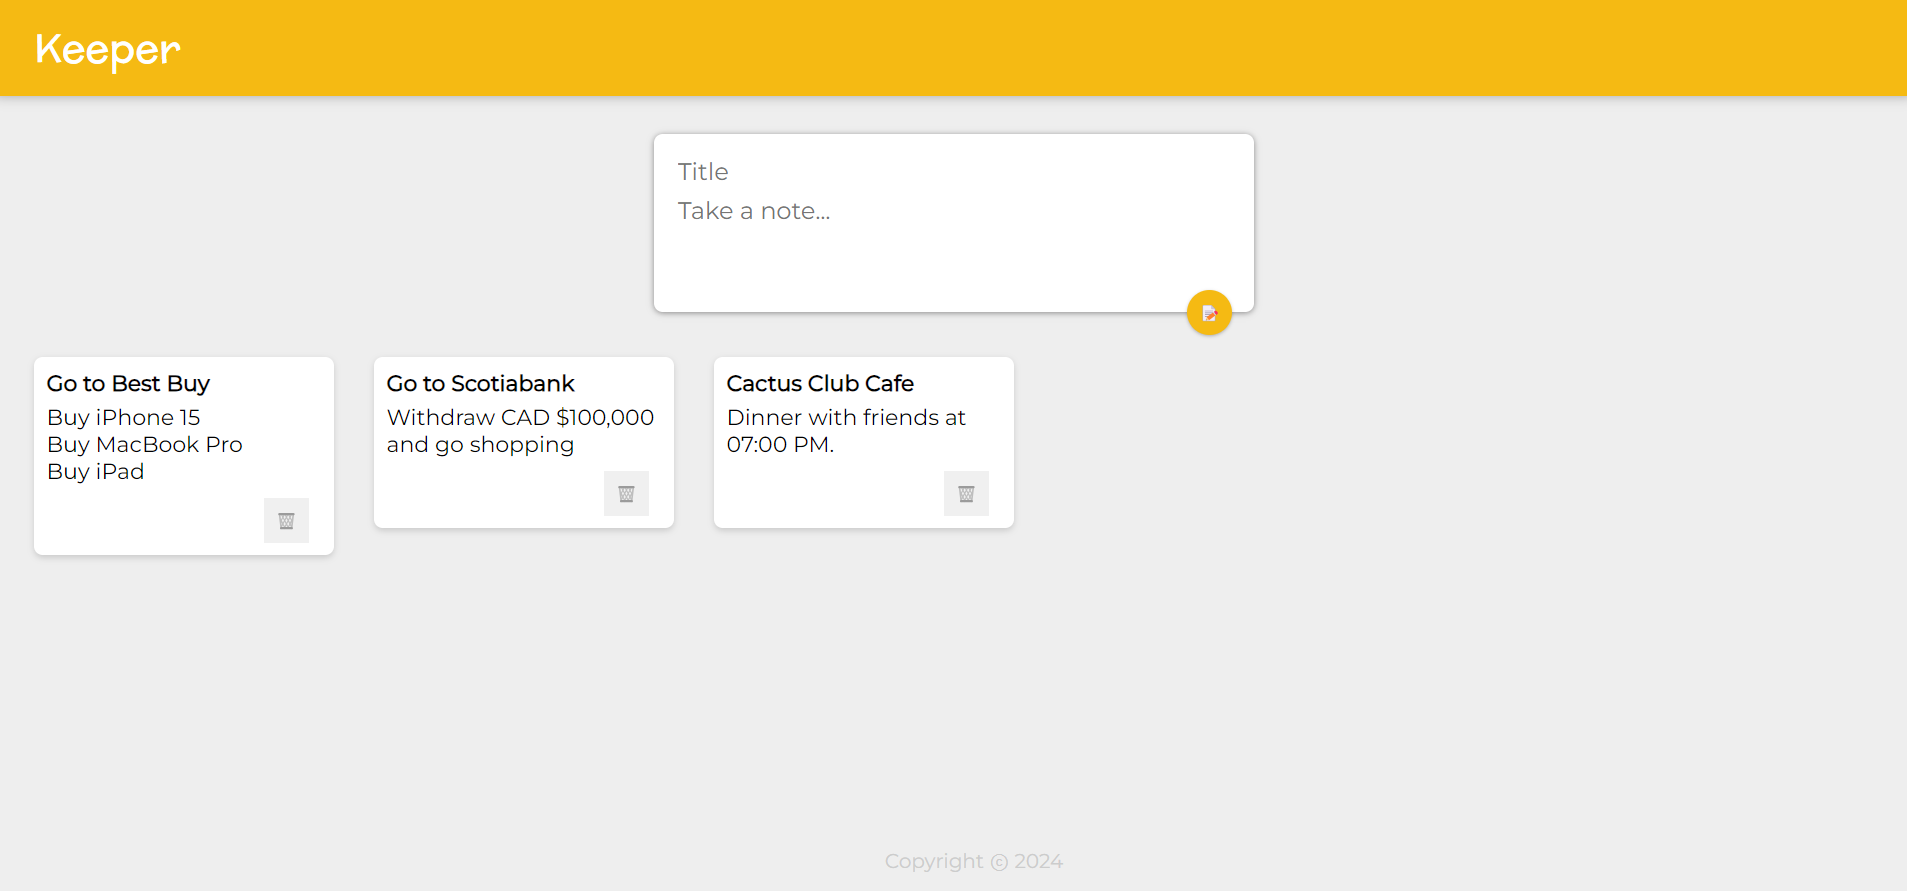 Keeper
Title
Take a note...
Go to Best Buy
Buy iPhone 15
Buy MacBook Pro
Buy iPad
Go to Scotiabank
Withdraw CAD $100,000
and go shopping
Cactus Club Cafe
Dinner with friends at
07:00 PM.
Copyright © 2024